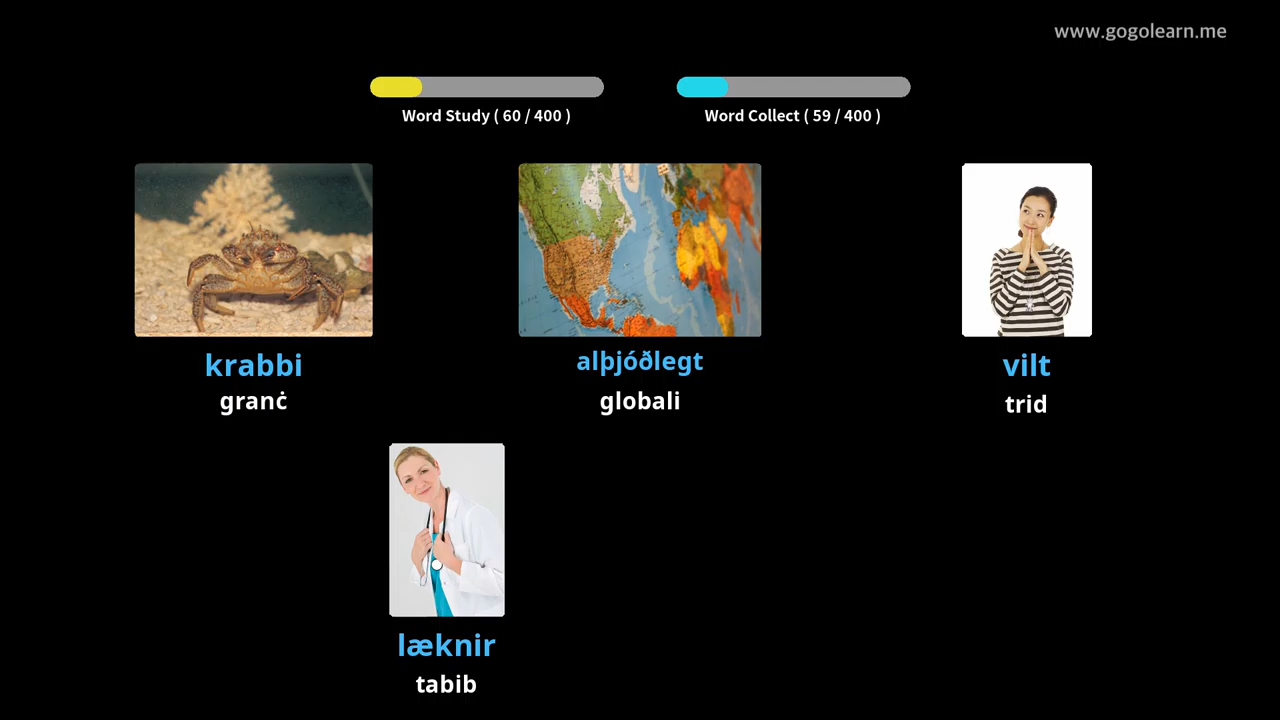 www.gogolearn.me
Word Study ( 60 / 400 )
Word Collect ( 59 / 400 )
krabbi
granċ
alþjóðlegt
globali
vilt
trid
læknir
tabib